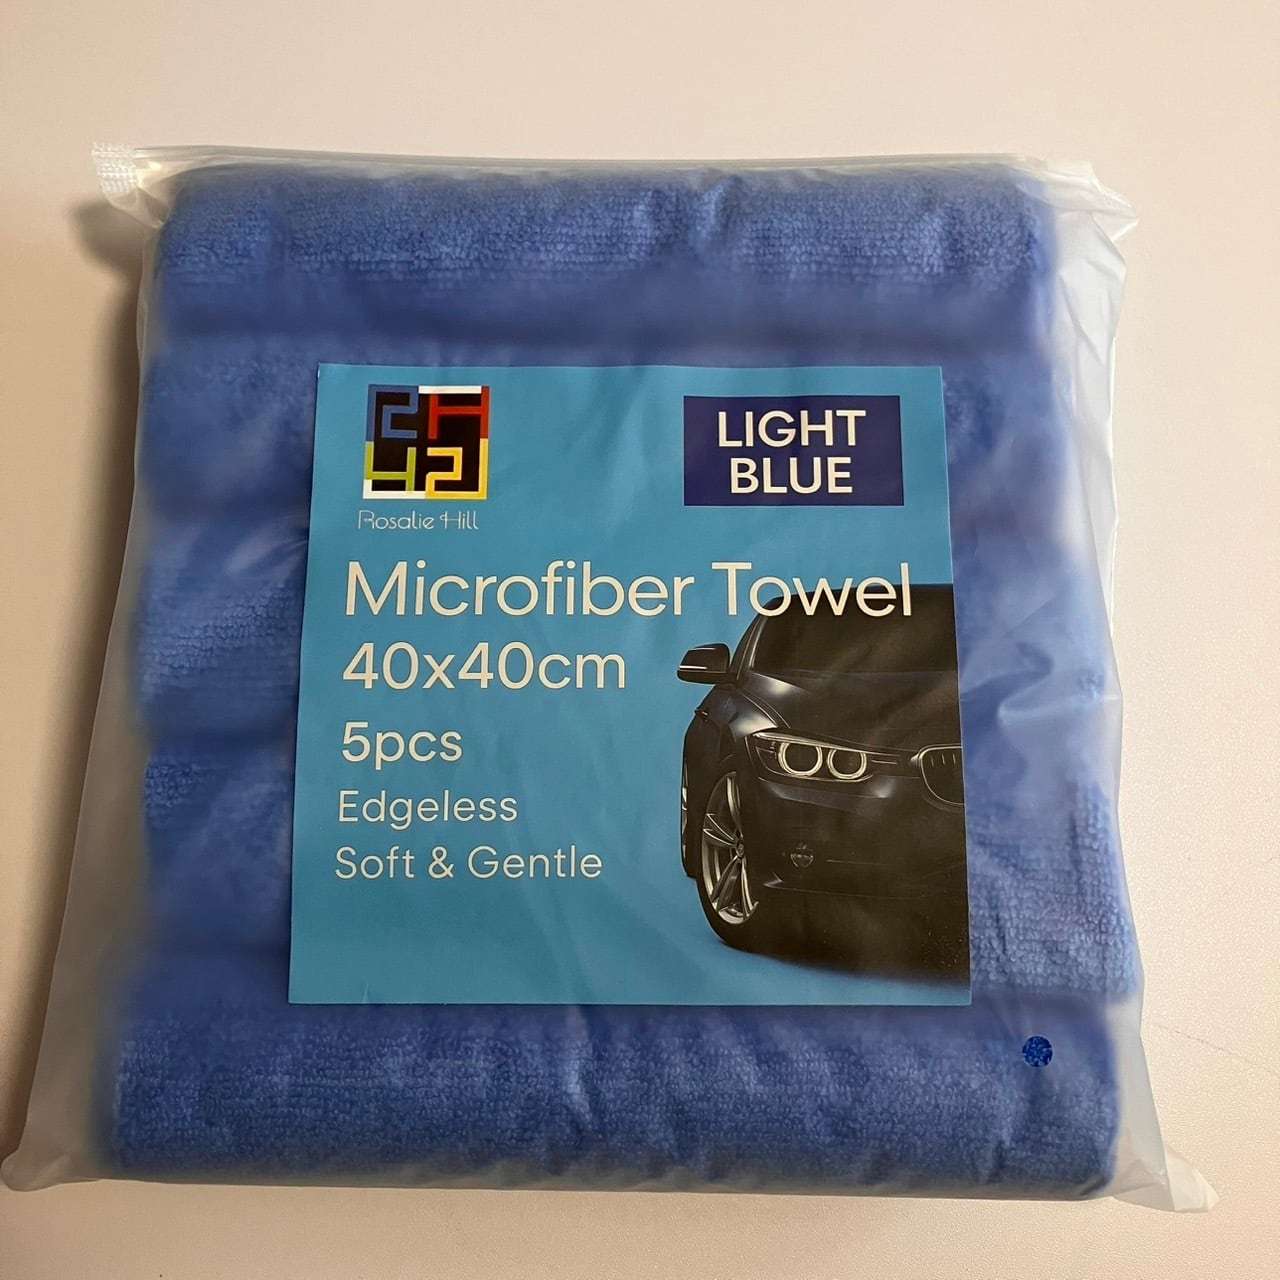 LIGHT
BLUE
Rosalie Hill
Microfiber Towel
40x40cm
5pcs
Edgeless
Soft & Gentle